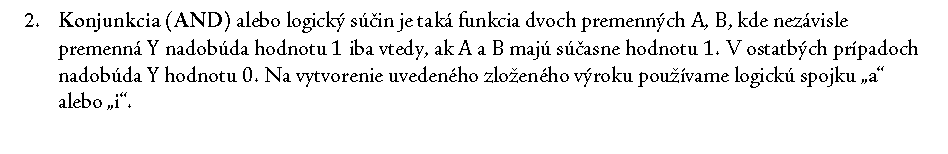 2. Konjunkcia (AND) alebo logický súčin je taká funkcia dvoch premenných A, B, kde nezávisle
premenná Y nadobúda hodnotu 1 iba vtedy, ak A a B majú súčasne hodnotu 1. V ostatbých prípadoch
nadobúda Y hodnotu 0. Na vytvorenie uvedeného zloženého výroku používame logickú spojku „a“
alebo „i“.